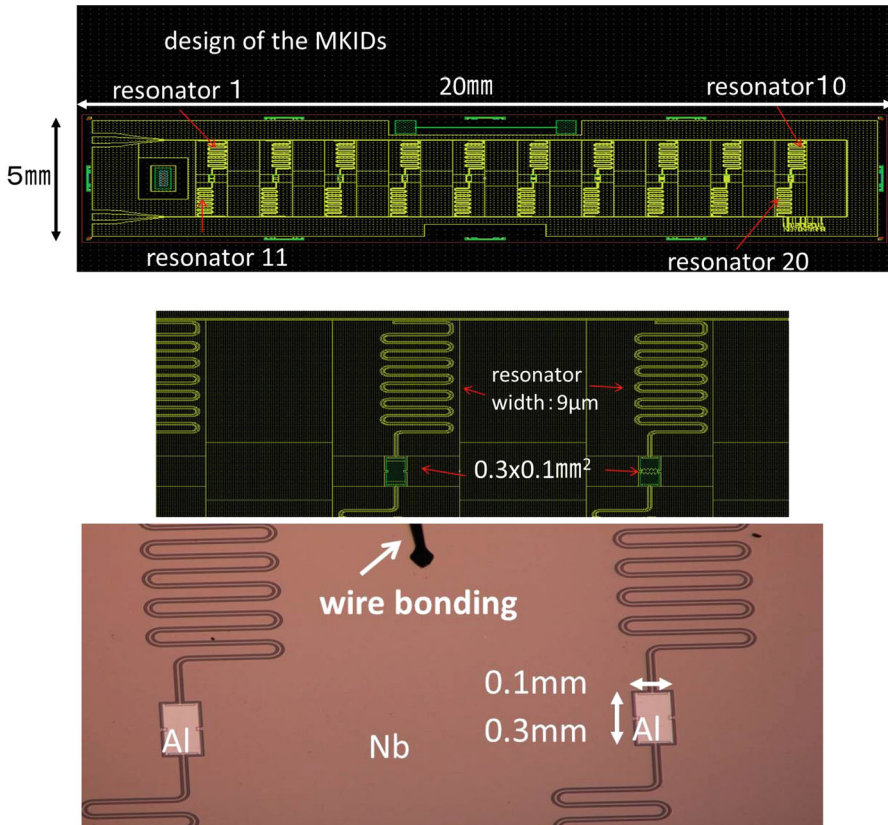 design of the MKIDs
resonator 1
20mm
resonator10
5mm
resonator 11
resonator 20
resonator
width：9μm
0.3x0.1mm²
wire bonding
0.1mm
0.3mm
Al
Al
Nb